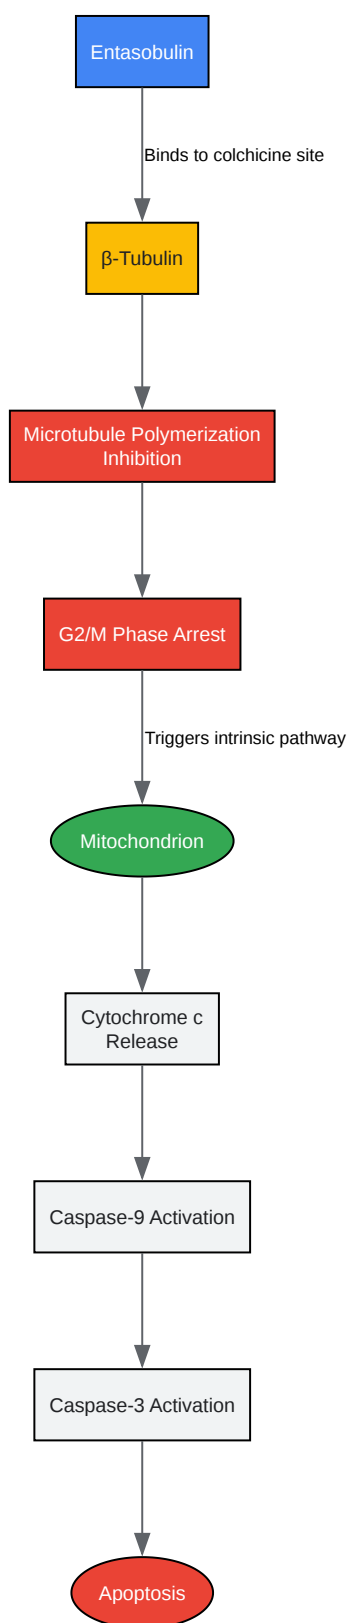 Entasobulin
Binds to colchicine site
β-Tubulin
Microtubule Polymerization
Inhibition
G2/M Phase Arrest
Triggers intrinsic pathway
Mitochondrion
Cytochrome c
Release
Caspase-9 Activation
Caspase-3 Activation
Apoptosis